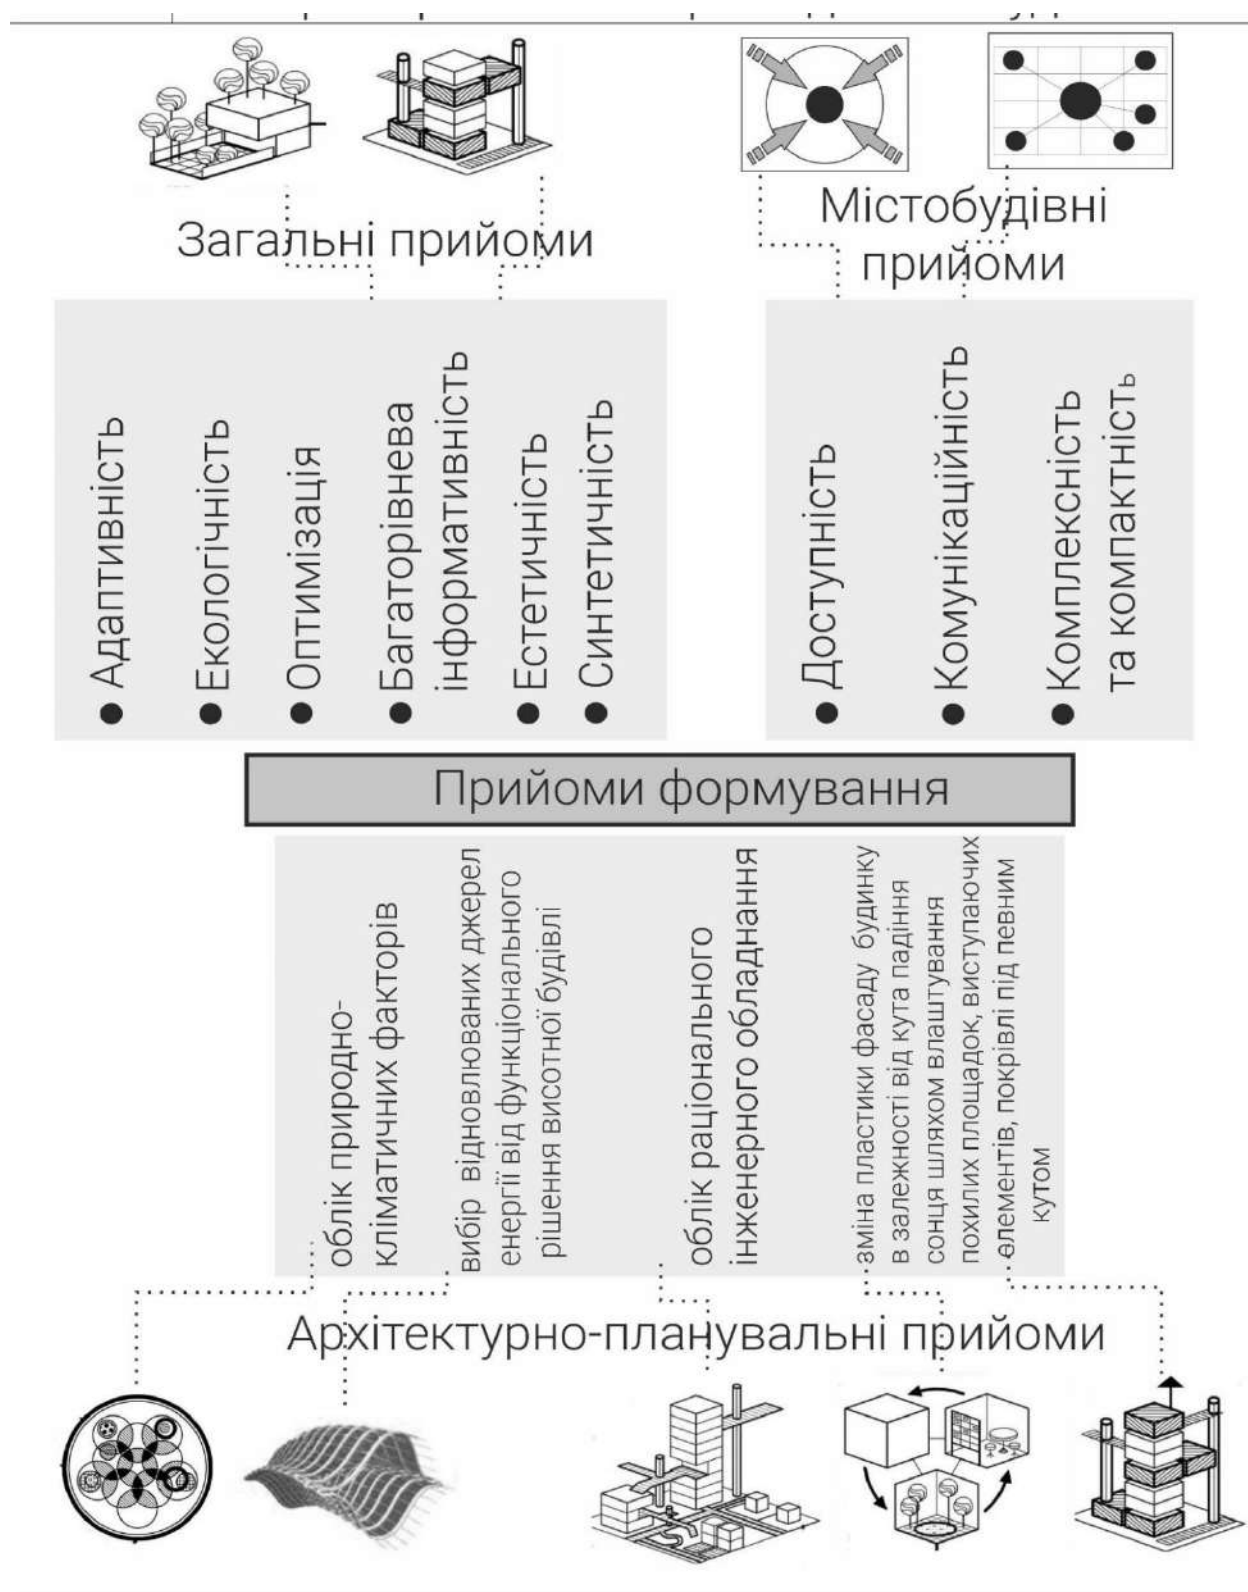 Загальні прийоми
Містобудівні
прийоми
Адаптивність
Екологічність
Оптимізація
Багаторівнева
інформативність
Естетичність
Синтетичність
Доступність
Комунікаційність
Комплексність
та компактність
Прийоми формування
облік природно-
кліматичних факторів
вибір відновлюваних джерел
енергії від функціонального
рішення висотної будівлі
облік раціонального
інженерного обладнання
зміна пластики фасаду будинку
в залежності від кута падіння
сонця шляхом влаштування
похилих площадок, виступаючих
елементів, покрівлі під певним
кутом
Архітектурно-планувальні прийоми